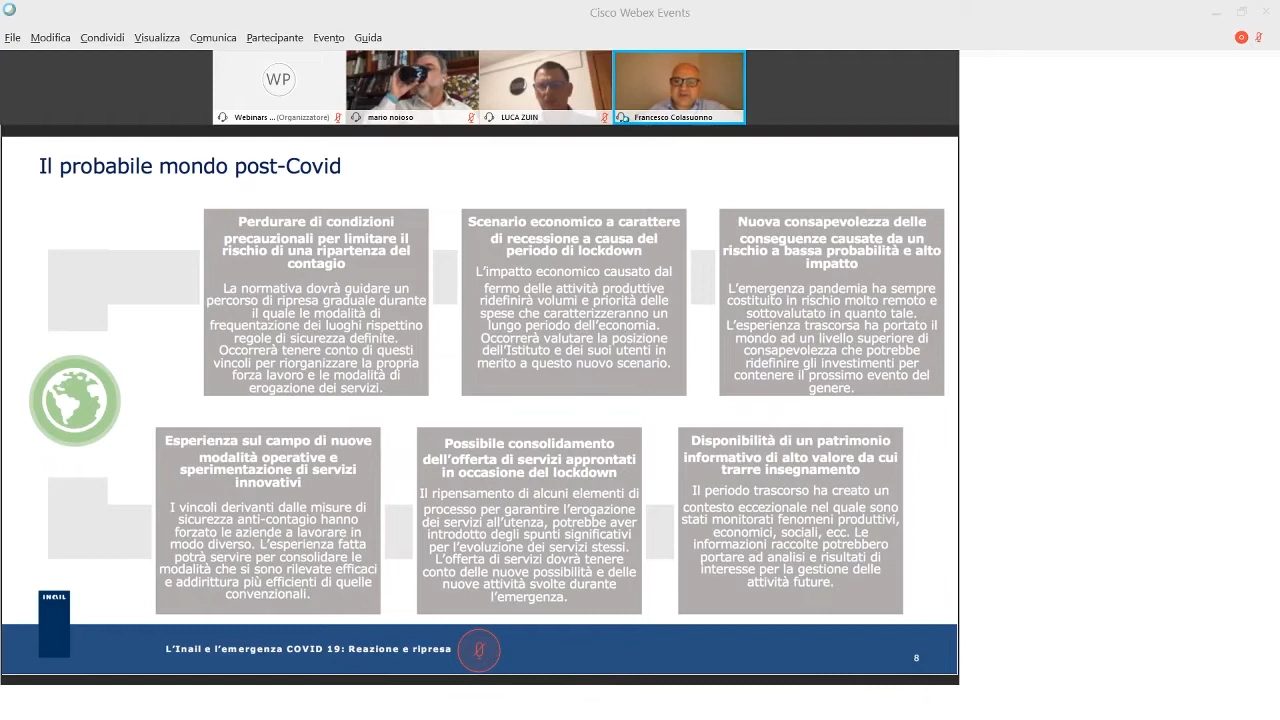 Cisco Webex Events
File Modifica Condividi Visualizza Comunica Partecipante Evento Guida
WP
Webinars ... (Organizzatore)
mario noioso
LUCA ZUIN
Francesco Colasuonno
Il probabile mondo post-Covid
Perdurare di condizioni
precauzionali per limitare il
rischio di una ripartenza del
contagio
La normativa dovrà guidare un
percorso di ripresa graduale durante
il quale le modalità di
frequentazione dei luoghi rispettino
regole di sicurezza definite.
Occorrerà tenere conto di questi
vincoli per riorganizzare la propria
forza lavoro e le modalità di
erogazione dei servizi.
Scenario economico a carattere
di recessione a causa del
periodo di lockdown
L’impatto economico causato dal
fermo delle attività produttive
ridefinirà volumi e priorità delle
spese che caratterizzeranno un
lungo periodo dell’economia.
Occorrerà valutare la posizione
dell’Istituto e dei suoi utenti in
merito a questo nuovo scenario.
Nuova consapevolezza delle
conseguenze causate da un
rischio a bassa probabilità e alto
impatto
L’emergenza pandemia ha sempre
costituito in rischio molto remoto e
sottovalutato in quanto tale.
L’esperienza trascorsa ha portato il
mondo ad un livello superiore di
consapevolezza che potrebbe
ridefinire gli investimenti per
contenere il prossimo evento del
genere.
Esperienza sul campo di nuove
modalità operative e
sperimentazione di servizi
innovativi
I vincoli derivanti dalle misure di
sicurezza anti-contagio hanno
forzato le aziende a lavorare in
modo diverso. L’esperienza fatta
potrà servire per consolidare le
modalità che si sono rilevate efficaci
e addirittura più efficienti di quelle
convenzionali.
Possibile consolidamento
dell’offerta di servizi approntati
in occasione del lockdown
Il ripensamento di alcuni elementi di
processo per garantire l’erogazione
dei servizi all’utenza, potrebbe aver
introdotto degli spunti significativi
per l’evoluzione dei servizi stessi.
L’offerta di servizi dovrà tenere
conto delle nuove possibilità e delle
nuove attività svolte durante
l’emergenza.
Disponibilità di un patrimonio
informativo di alto valore da cui
trarre insegnamento
Il periodo trascorso ha creato un
contesto eccezionale nel quale sono
stati monitorati fenomeni produttivi,
economici, sociali, ecc. Le
informazioni raccolte potrebbero
portare ad analisi e risultati di
interesse per la gestione delle
attività future.
INAIL
L’Inail e l’emergenza COVID 19: Reazione e ripresa
8